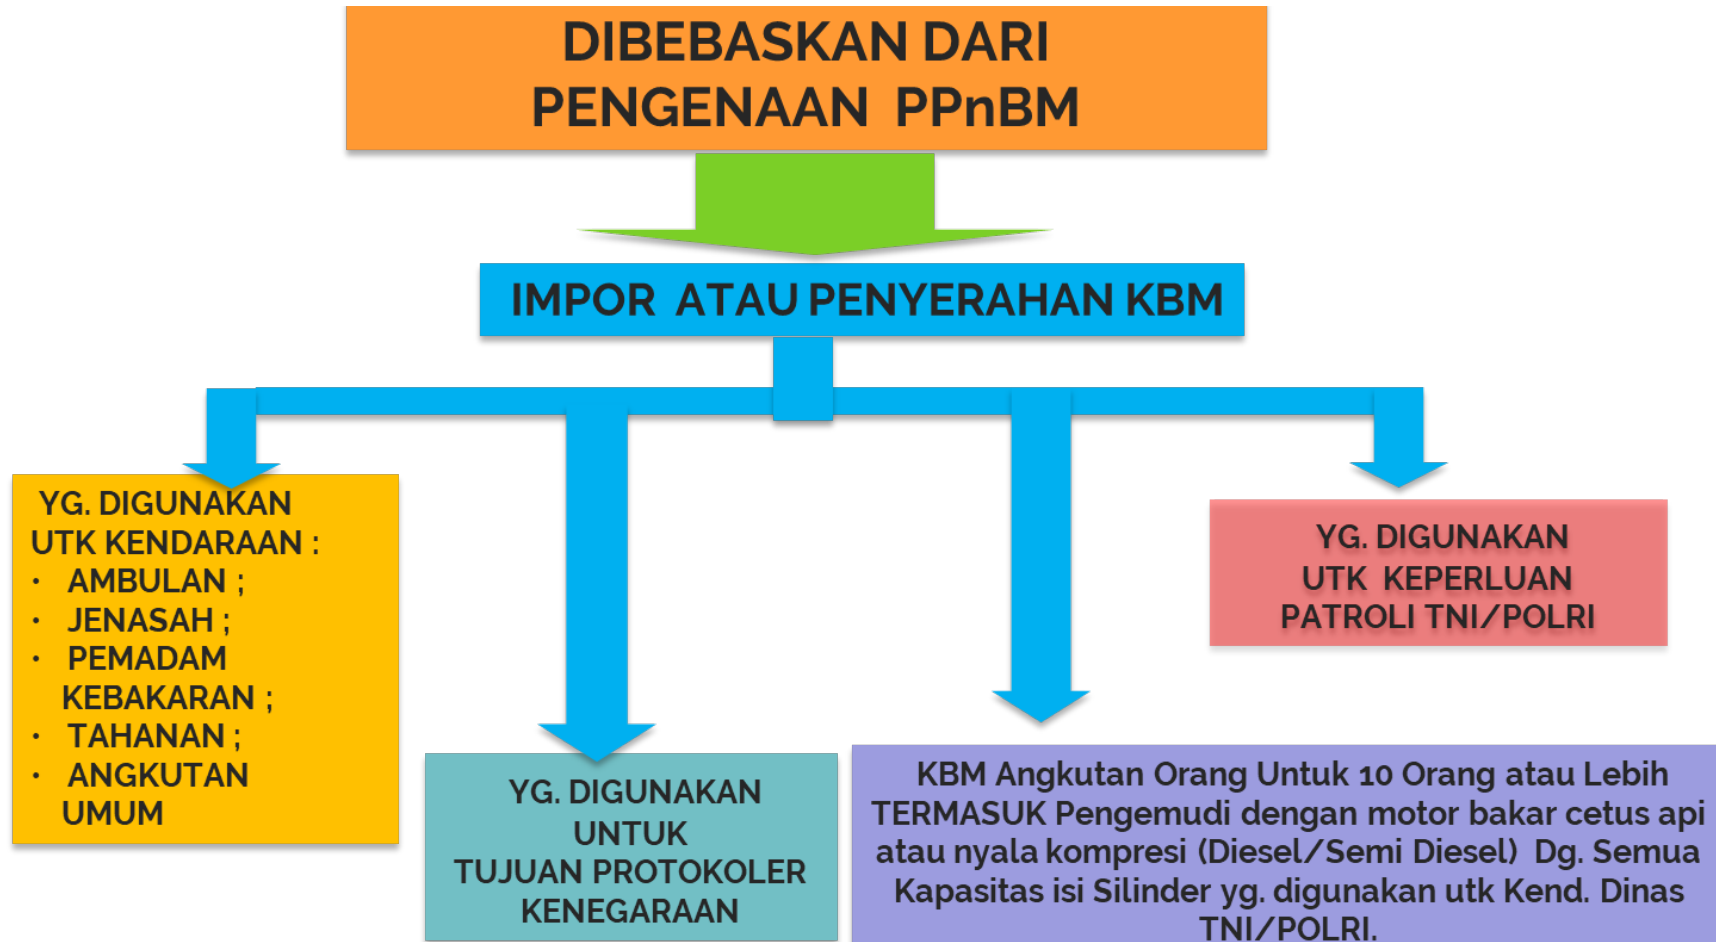 DIBEBASKAN DARI
PENGENAAN PPnBM
IMPOR ATAU PENYERAHAN KBM
YG. DIGUNAKAN
UTK KENDARAAN :
• AMBULAN ;
• JENASAH ;
• PEMADAM
KEBAKARAN ;
• TAHANAN ;
• ANGKUTAN
UMUM
YG. DIGUNAKAN
UNTUK
TUJUAN PROTOKOLER
KENEGARAAN
KBM Angkutan Orang Untuk 10 Orang atau Lebih
TERMASUK Pengemudi dengan motor bakar cetus api
atau nyala kompresi (Diesel/Semi Diesel) Dg. Semua
Kapasitas isi Silinder yg. digunakan utk Kend. Dinas
TNI/POLRI.
YG. DIGUNAKAN
UTK KEPERLUAN
PATROLI TNI/POLRI